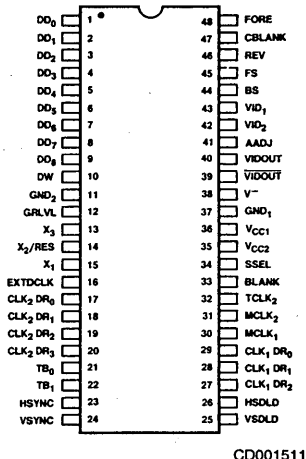 DD₀ 1 48 FORE
DD₁ 2 47 CBLANK
DD₂ 3 46 REV
DD₃ 4 45 FS
DD₄ 5 44 BS
DD₅ 6 43 VID₁
DD₆ 7 42 VID₂
DD₇ 8 41 AADJ
DD₈ 9 40 VIDOUT
DW 10 39 V̅I̅D̅O̅U̅T̅
GND₂ 11 38 V⁻
GRLVL 12 37 GND₁
X₃ 13 36 VCC1
X₂/RES 14 35 VCC2
X₁ 15 34 SSEL
EXTDCLK 16 33 BLANK
CLK₂ DR₀ 17 32 TCLK₂
CLK₂ DR₁ 18 31 MCLK₂
CLK₂ DR₂ 19 30 MCLK₁
CLK₂ DR₃ 20 29 CLK₁ DR₀
TB₀ 21 28 CLK₁ DR₁
TB₁ 22 27 CLK₁ DR₂
HSYNC 23 26 HSDLD
VSYNC 24 25 VSDLD
CD001511